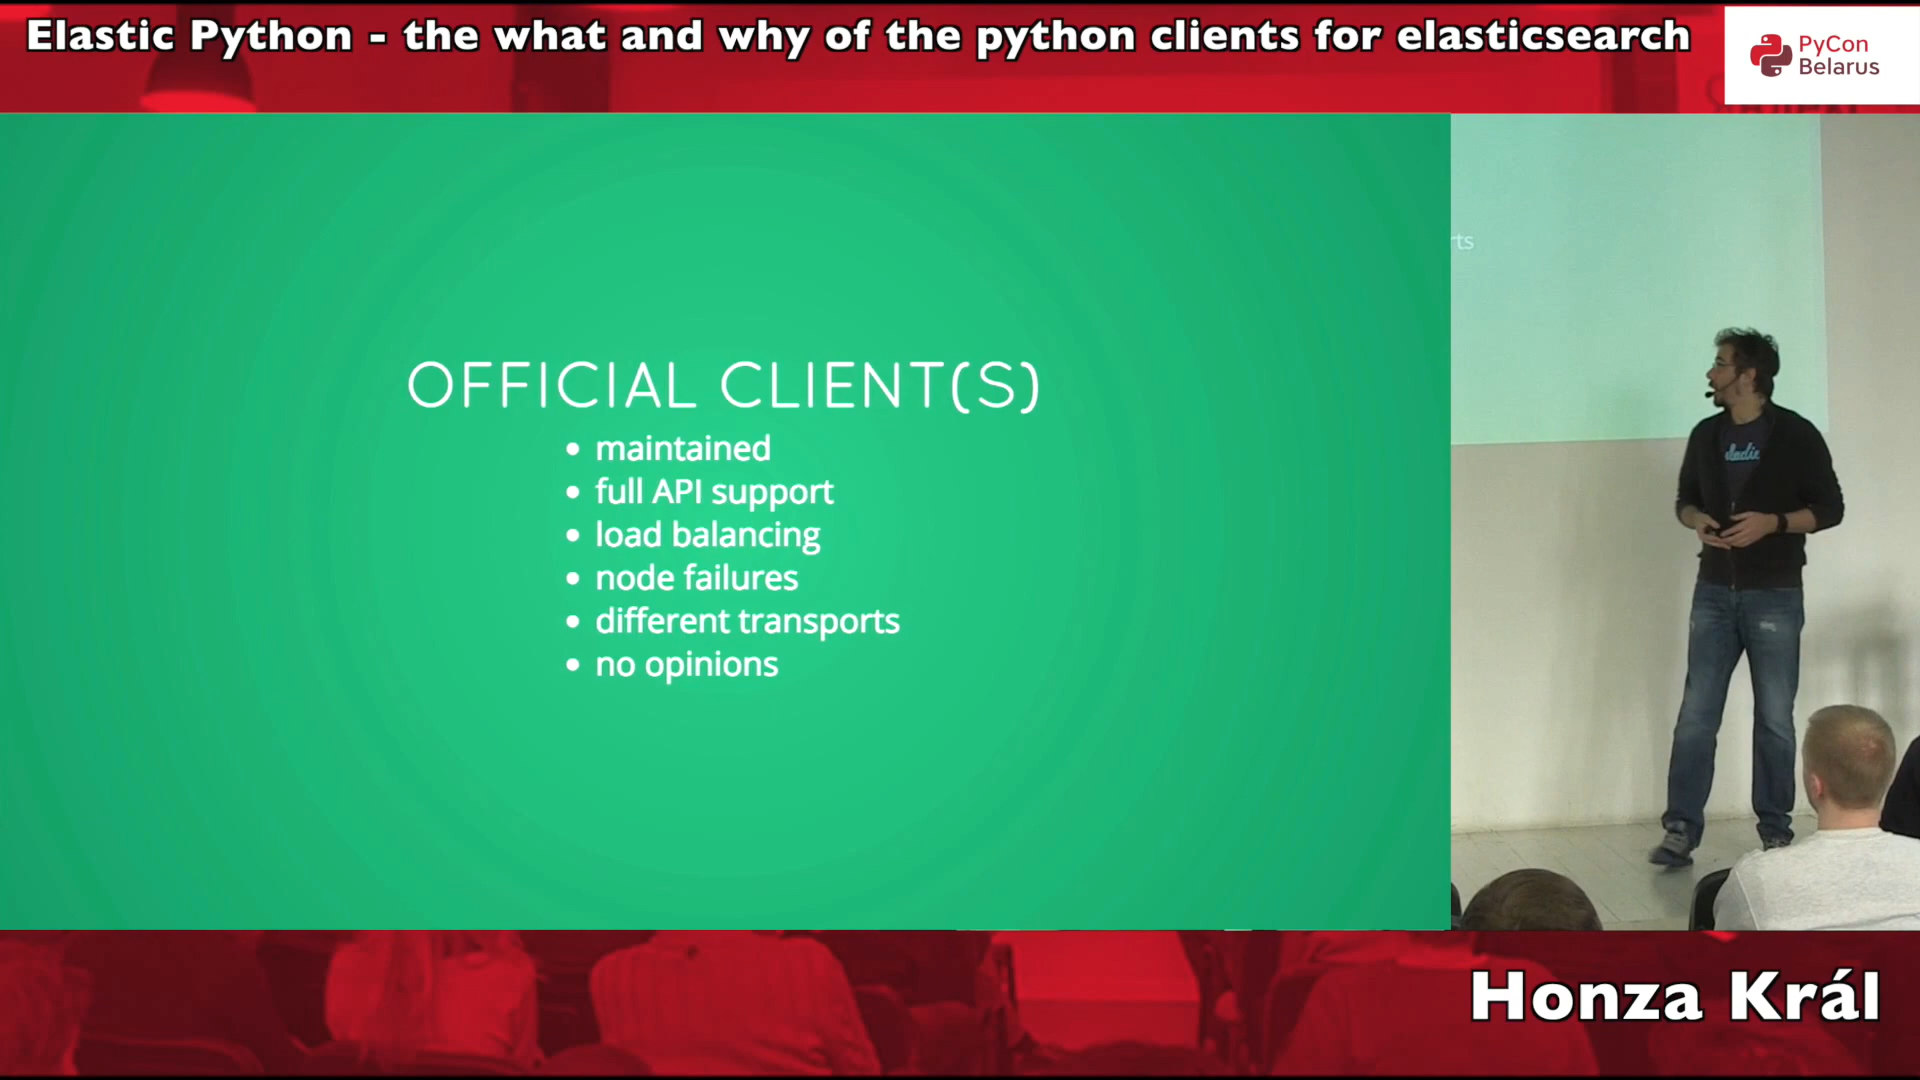 Elastic Python - the what and why of the python clients for elasticsearch
PyCon
Belarus
OFFICIAL CLIENT(S)
• maintained
• full API support
• load balancing
• node failures
• different transports
• no opinions
rts
Honza Král